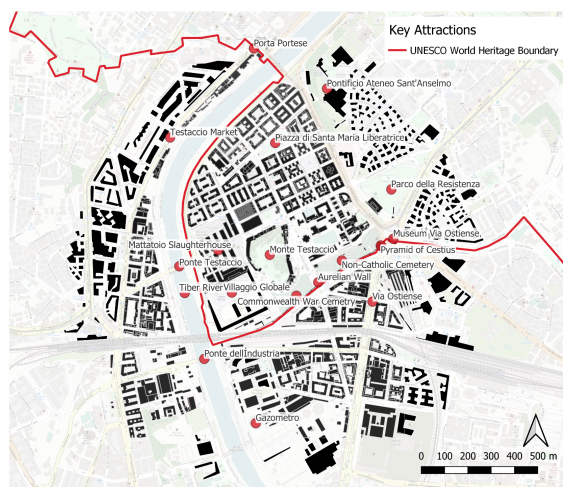 Key Attractions
UNESCO World Heritage Boundary
Porta Portese
Pontificio Ateneo Sant'Anselmo
Testaccio Market
Piazza di Santa Maria Liberatrice
Parco della Resistenza
Museum Via Ostiense.
Mattatoio Slaughterhouse
Monte Testaccio
Pyramid of Cestius
Ponte Testaccio
Non-Catholic Cemetery
Aurelian Wall
Tiber River
Villaggio Globale
Commonwealth War Cemetry
Via Ostiense
Ponte dell'Industria
Gazometro
0 100 200 300 400 500 m